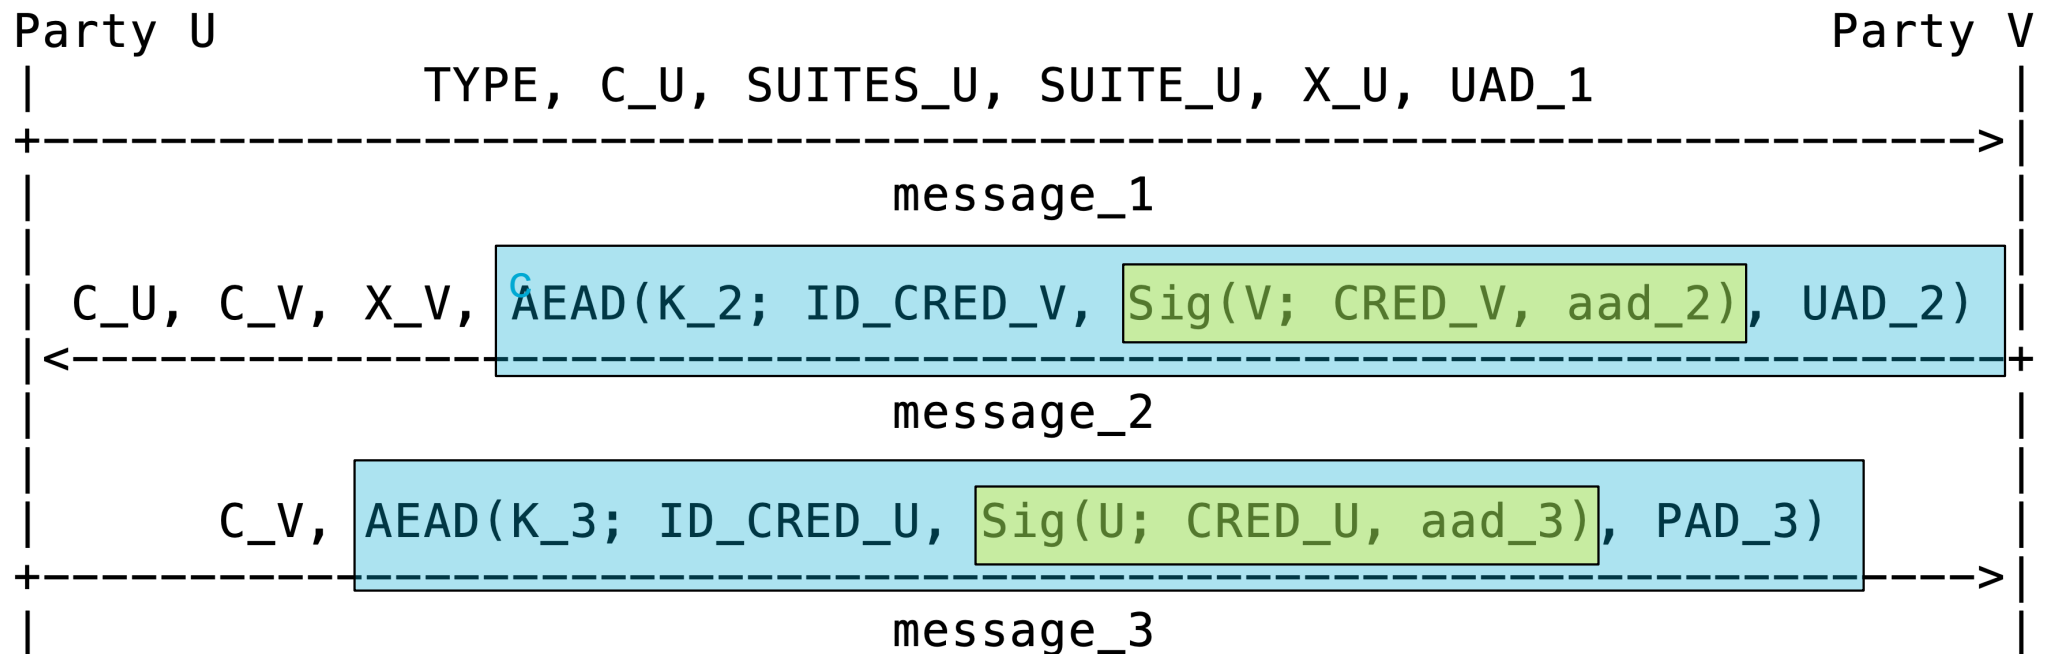 Party U Party V
TYPE, C_U, SUITES_U, SUITE_U, X_U, UAD_1
message_1
C_U, C_V, X_V, AEAD(K_2; ID_CRED_V, Sig(V; CRED_V, aad_2), UAD_2)
c
message_2
C_V, AEAD(K_3; ID_CRED_U, Sig(U; CRED_U, aad_3), PAD_3)
message_3